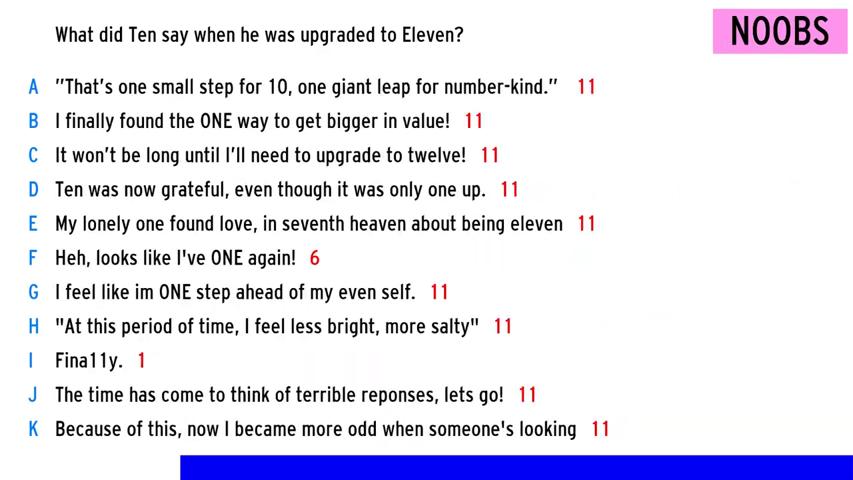 What did Ten say when he was upgraded to Eleven?
NOOBS
A "That's one small step for 10, one giant leap for number-kind." 11
B I finally found the ONE way to get bigger in value! 11
C It won't be long until I'll need to upgrade to twelve! 11
D Ten was now grateful, even though it was only one up. 11
E My lonely one found love, in seventh heaven about being eleven 11
F Heh, looks like I've ONE again! 6
G I feel like im ONE step ahead of my even self. 11
H "At this period of time, I feel less bright, more salty" 11
I Fina11y. 1
J The time has come to think of terrible reponses, lets go! 11
K Because of this, now I became more odd when someone's looking 11